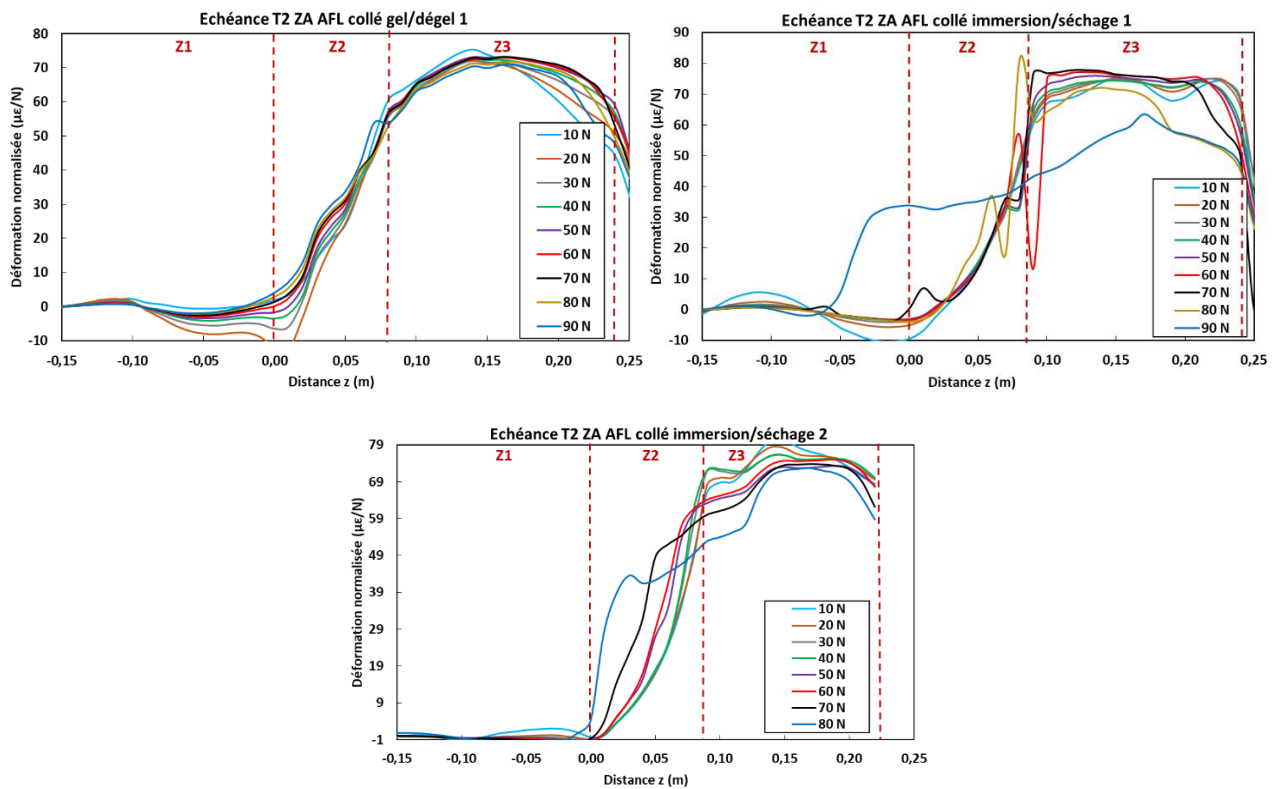 Echéance T2 ZA AFL collé gel/dégel 1
Déformation normalisée (με/N)
80
70
60
50
40
30
20
10
0
-10
Z1
Z2
Z3
10 N
20 N
30 N
40 N
50 N
60 N
70 N
80 N
90 N
-0,15
-0,10
-0,05
0,00
0,05
0,10
0,15
0,20
0,25
Distance z (m)
Echéance T2 ZA AFL collé immersion/séchage 1
Déformation normalisée (με/N)
90
80
70
60
50
40
30
20
10
0
-10
Z1
Z2
Z3
10 N
20 N
30 N
40 N
50 N
60 N
70 N
80 N
90 N
-0,15
-0,10
-0,05
0,00
0,05
0,10
0,15
0,20
0,25
Distance z (m)
Echéance T2 ZA AFL collé immersion/séchage 2
Déformation normalisée (με/N)
79
69
59
49
39
29
19
9
-1
Z1
Z2
Z3
10 N
20 N
30 N
40 N
50 N
60 N
70 N
80 N
-0,15
-0,10
-0,05
0,00
0,05
0,10
0,15
0,20
0,25
Distance z (m)